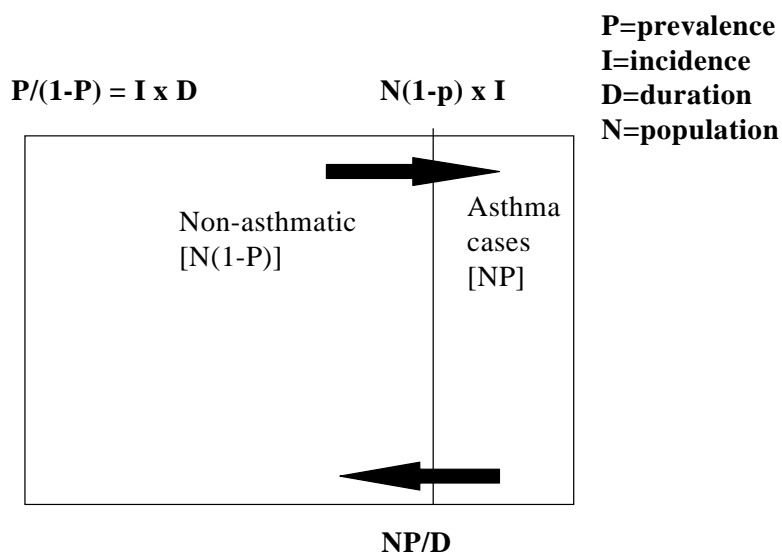 P=prevalence
I=incidence
D=duration
N=population
P/(1-P) = I x D
N(1-p) x I
Non-asthmatic
[N(1-P)]
Asthma
cases
[NP]
NP/D